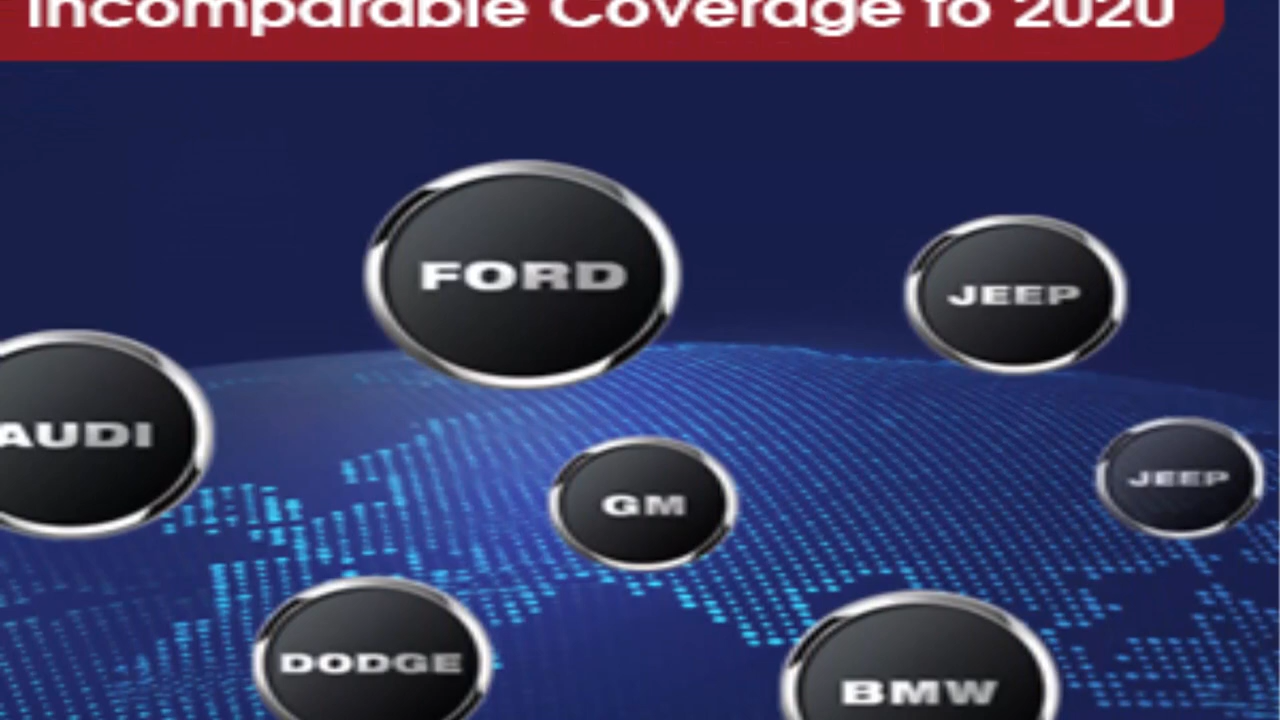 Incomparable Coverage to 2020
FORD
JEEP
AUDI
GM
JEEP
DODGE
BMW